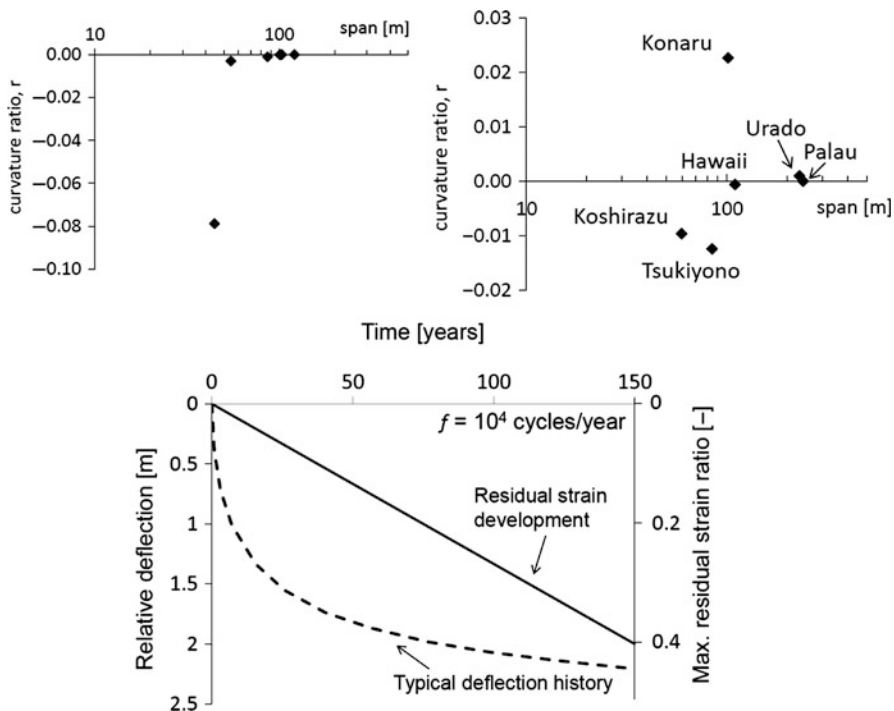 span [m]
10
100
0.00
−0.02
−0.04
−0.06
−0.08
−0.10
curvature ratio, r
0.03
0.02
0.01
0.00
−0.01
−0.02
curvature ratio, r
Konaru
Urado
Palau
Hawaii
10
100
span [m]
Koshirazu
Tsukiyono
Time [years]
0
50
100
150
f = 10⁴ cycles/year
0
0.5
1
1.5
2
2.5
Relative deflection [m]
Residual strain
development
Typical deflection history
0
0.2
0.4
Max. residual strain ratio [–]